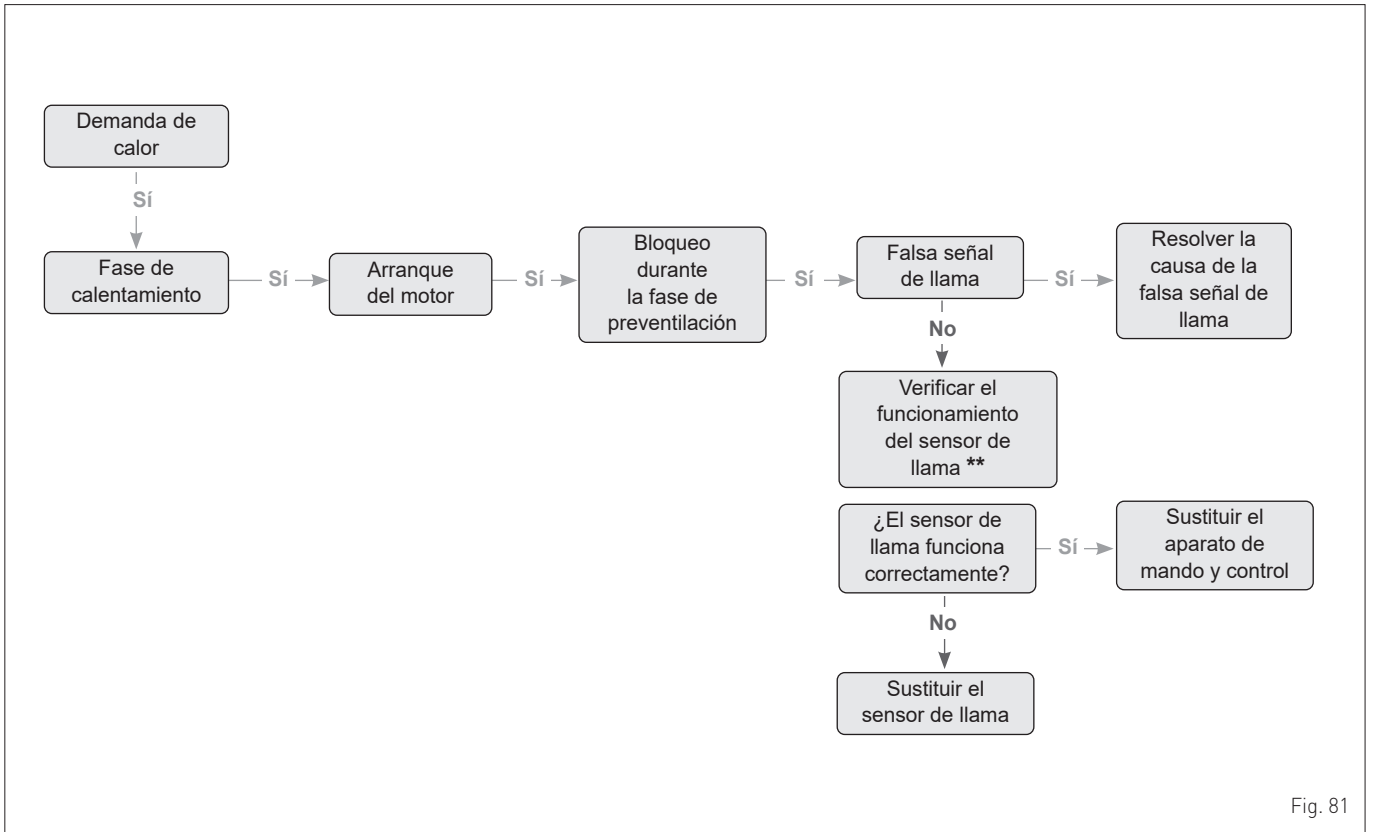 Demanda de
calor
Sí
Fase de
calentamiento
Sí
Arranque
del motor
Sí
Bloqueo
durante
la fase de
preventilación
Sí
Falsa señal
de llama
Sí
Resolver la
causa de la
falsa señal de
llama
No
Verificar el
funcionamiento
del sensor de
llama **
¿El sensor de
llama funciona
correctamente?
Sí
Sustituir el
aparato de
mando y control
No
Sustituir el
sensor de llama
Fig. 81